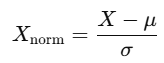 X_norm = (X − μ) / σ